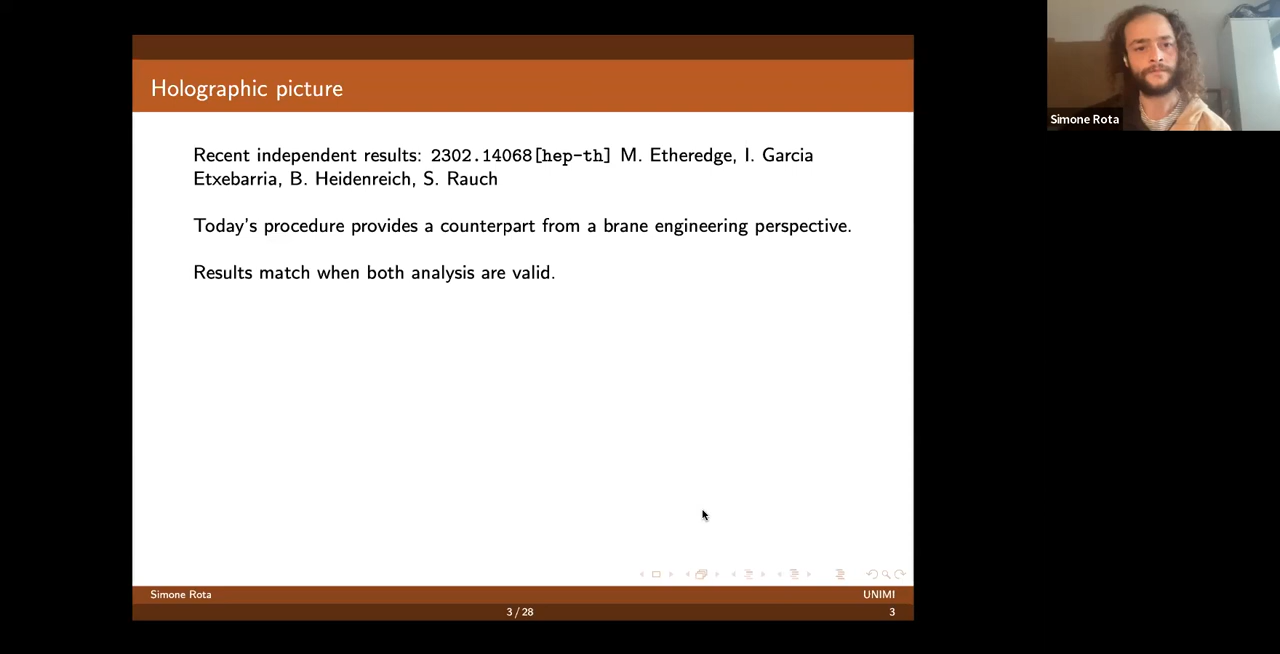 Holographic picture
Recent independent results: 2302.14068[hep-th] M. Etheredge, I. Garcia
Etxebarria, B. Heidenreich, S. Rauch
Today's procedure provides a counterpart from a brane engineering perspective.
Results match when both analysis are valid.
Simone Rota
UNIMI
3 / 28
3
Simone Rota